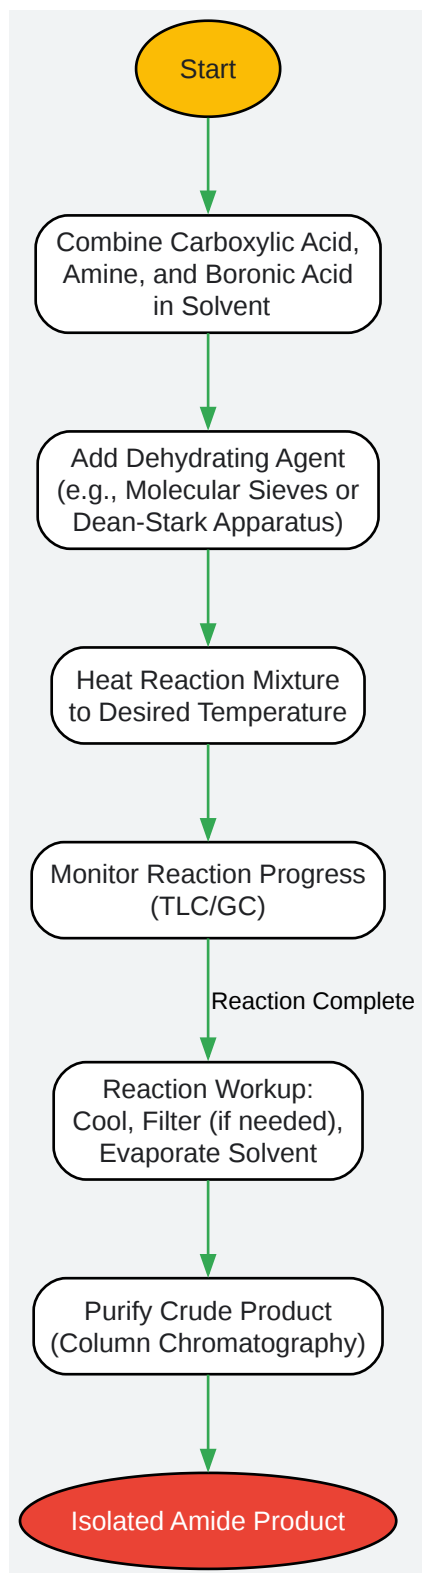 Start
Combine Carboxylic Acid,
Amine, and Boronic Acid
in Solvent
Add Dehydrating Agent
(e.g., Molecular Sieves or
Dean-Stark Apparatus)
Heat Reaction Mixture
to Desired Temperature
Monitor Reaction Progress
(TLC/GC)
Reaction Complete
Reaction Workup:
Cool, Filter (if needed),
Evaporate Solvent
Purify Crude Product
(Column Chromatography)
Isolated Amide Product